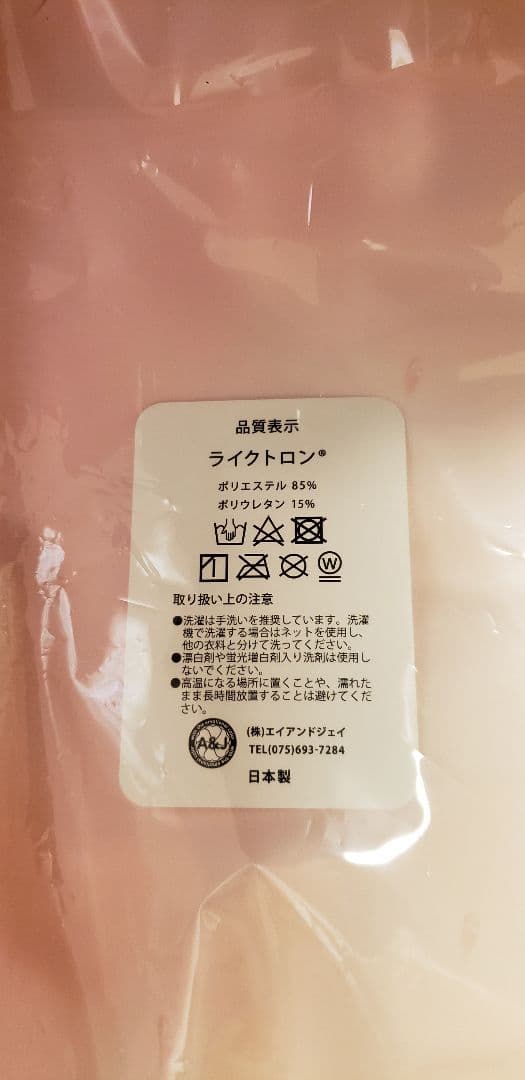 品質表示
ライクトロン®
ポリエステル 85%
ポリウレタン 15%
W
取り扱い上の注意
●洗濯は手洗いを推奨しています。洗濯
機で洗濯する場合はネットを使用し、
他の衣料と分けて洗ってください。
●漂白剤や蛍光増白剤入り洗剤は使用し
ないでください。
●高温になる場所に置くことや、濡れた
まま長時間放置することは避けてくだ
さい。
A&J
(株)エイアンドジェイ
TEL(075)693-7284
日本製